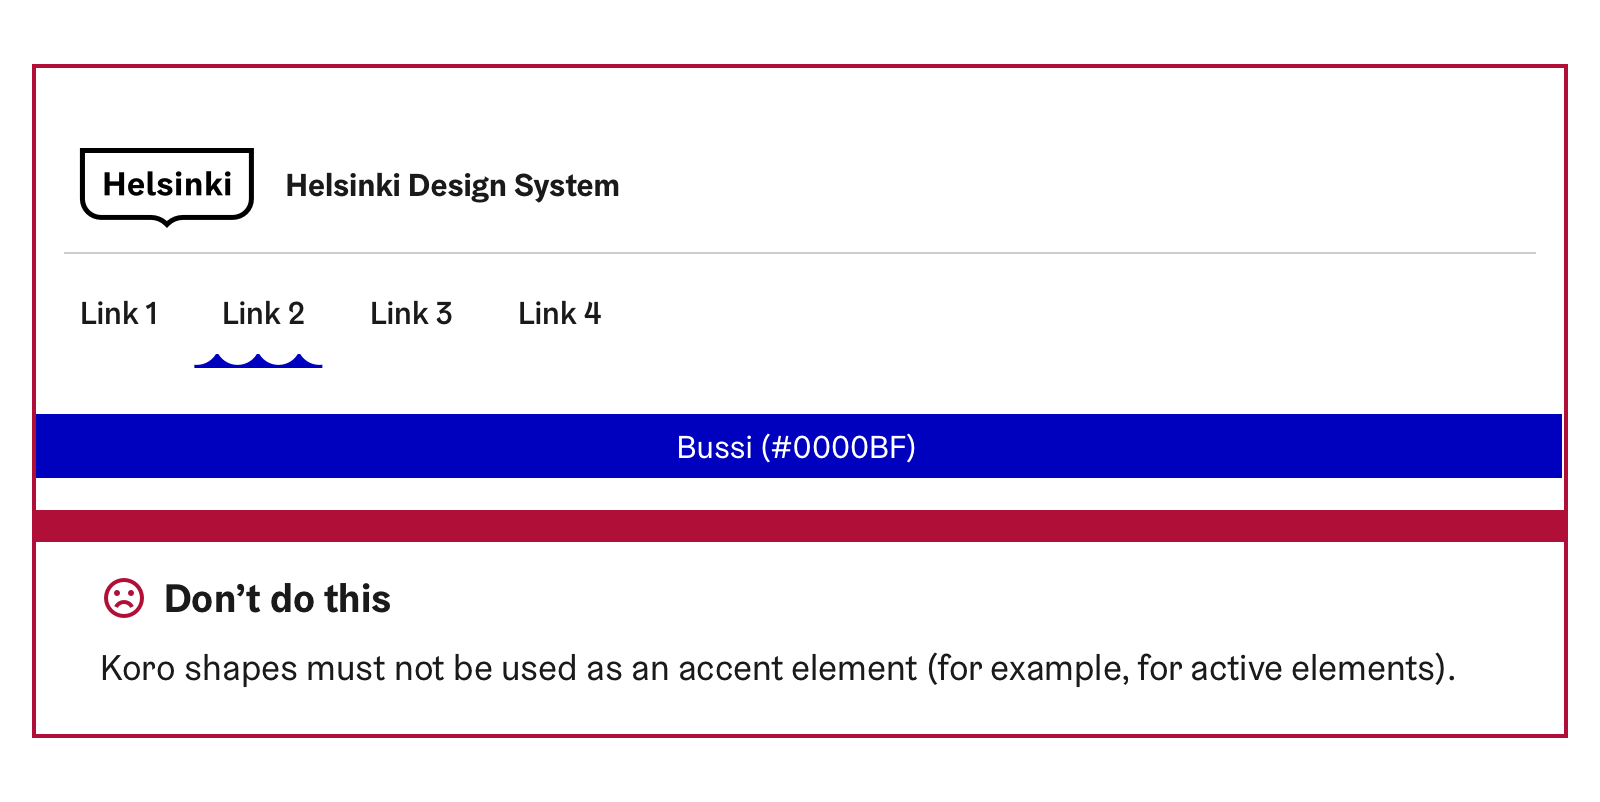 Helsinki Helsinki Design System
Link 1 Link 2 Link 3 Link 4
Bussi (#0000BF)
Don’t do this
Koro shapes must not be used as an accent element (for example, for active elements).